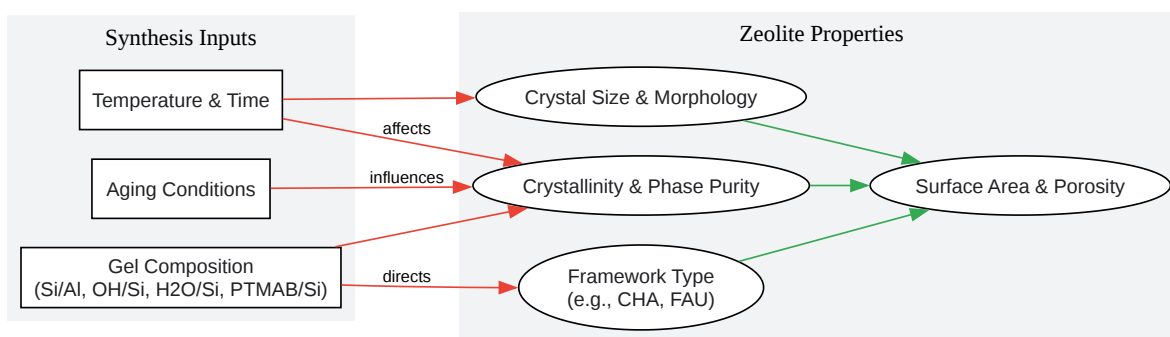 Synthesis Inputs
Zeolite Properties
Temperature & Time
Crystal Size & Morphology
affects
Aging Conditions
influences
Crystallinity & Phase Purity
Surface Area & Porosity
Gel Composition
(Si/Al, OH/Si, H2O/Si, PTMAB/Si)
directs
Framework Type
(e.g., CHA, FAU)